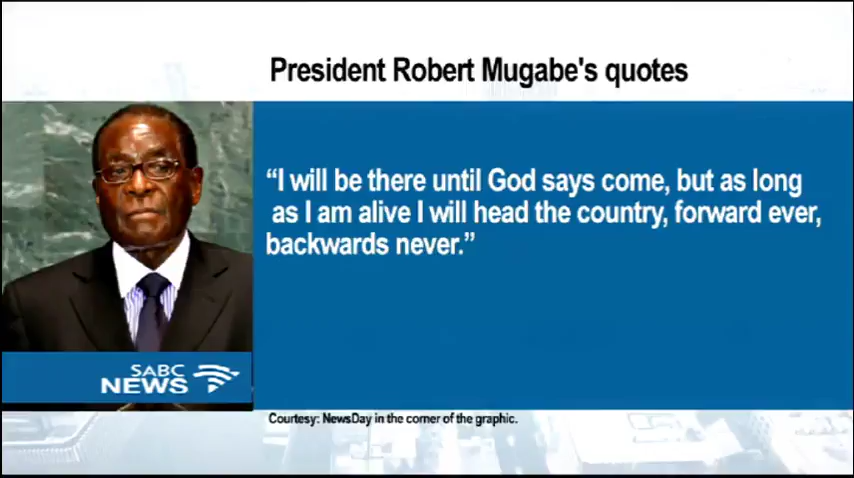 President Robert Mugabe's quotes
“I will be there until God says come, but as long
as I am alive I will head the country, forward ever,
backwards never.”
SABC
NEWS
Courtesy: NewsDay in the corner of the graphic.